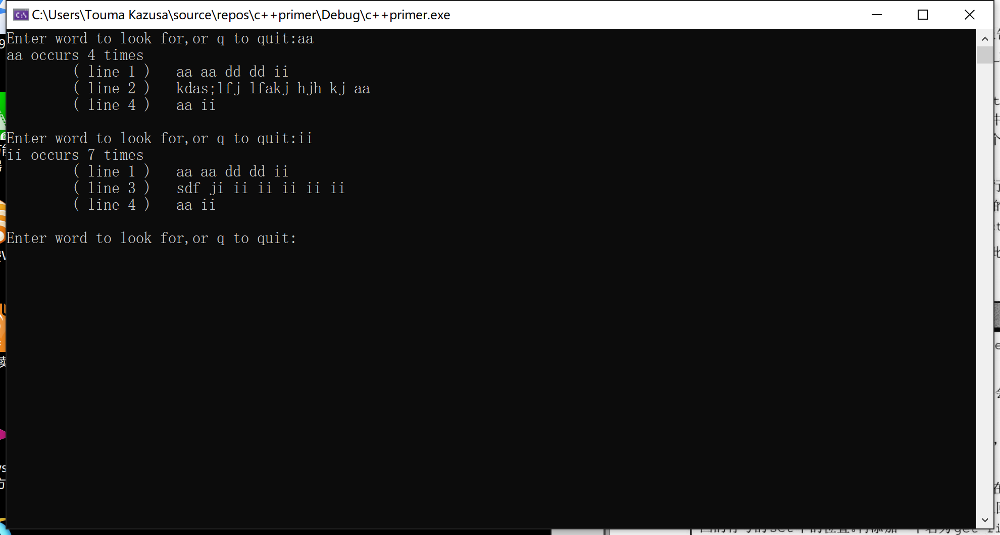 C:\Users\Touma Kazusa\source\repos\c++primer\Debug\c++primer.exe
Enter word to look for,or q to quit:aa
aa occurs 4 times
( line 1 ) aa aa dd dd ii
( line 2 ) kdas;lfj lfakj hjh kj aa
( line 4 ) aa ii
Enter word to look for,or q to quit:ii
ii occurs 7 times
( line 1 ) aa aa dd dd ii
( line 3 ) sdf ji ii ii ii ii ii
( line 4 ) aa ii
Enter word to look for,or q to quit: